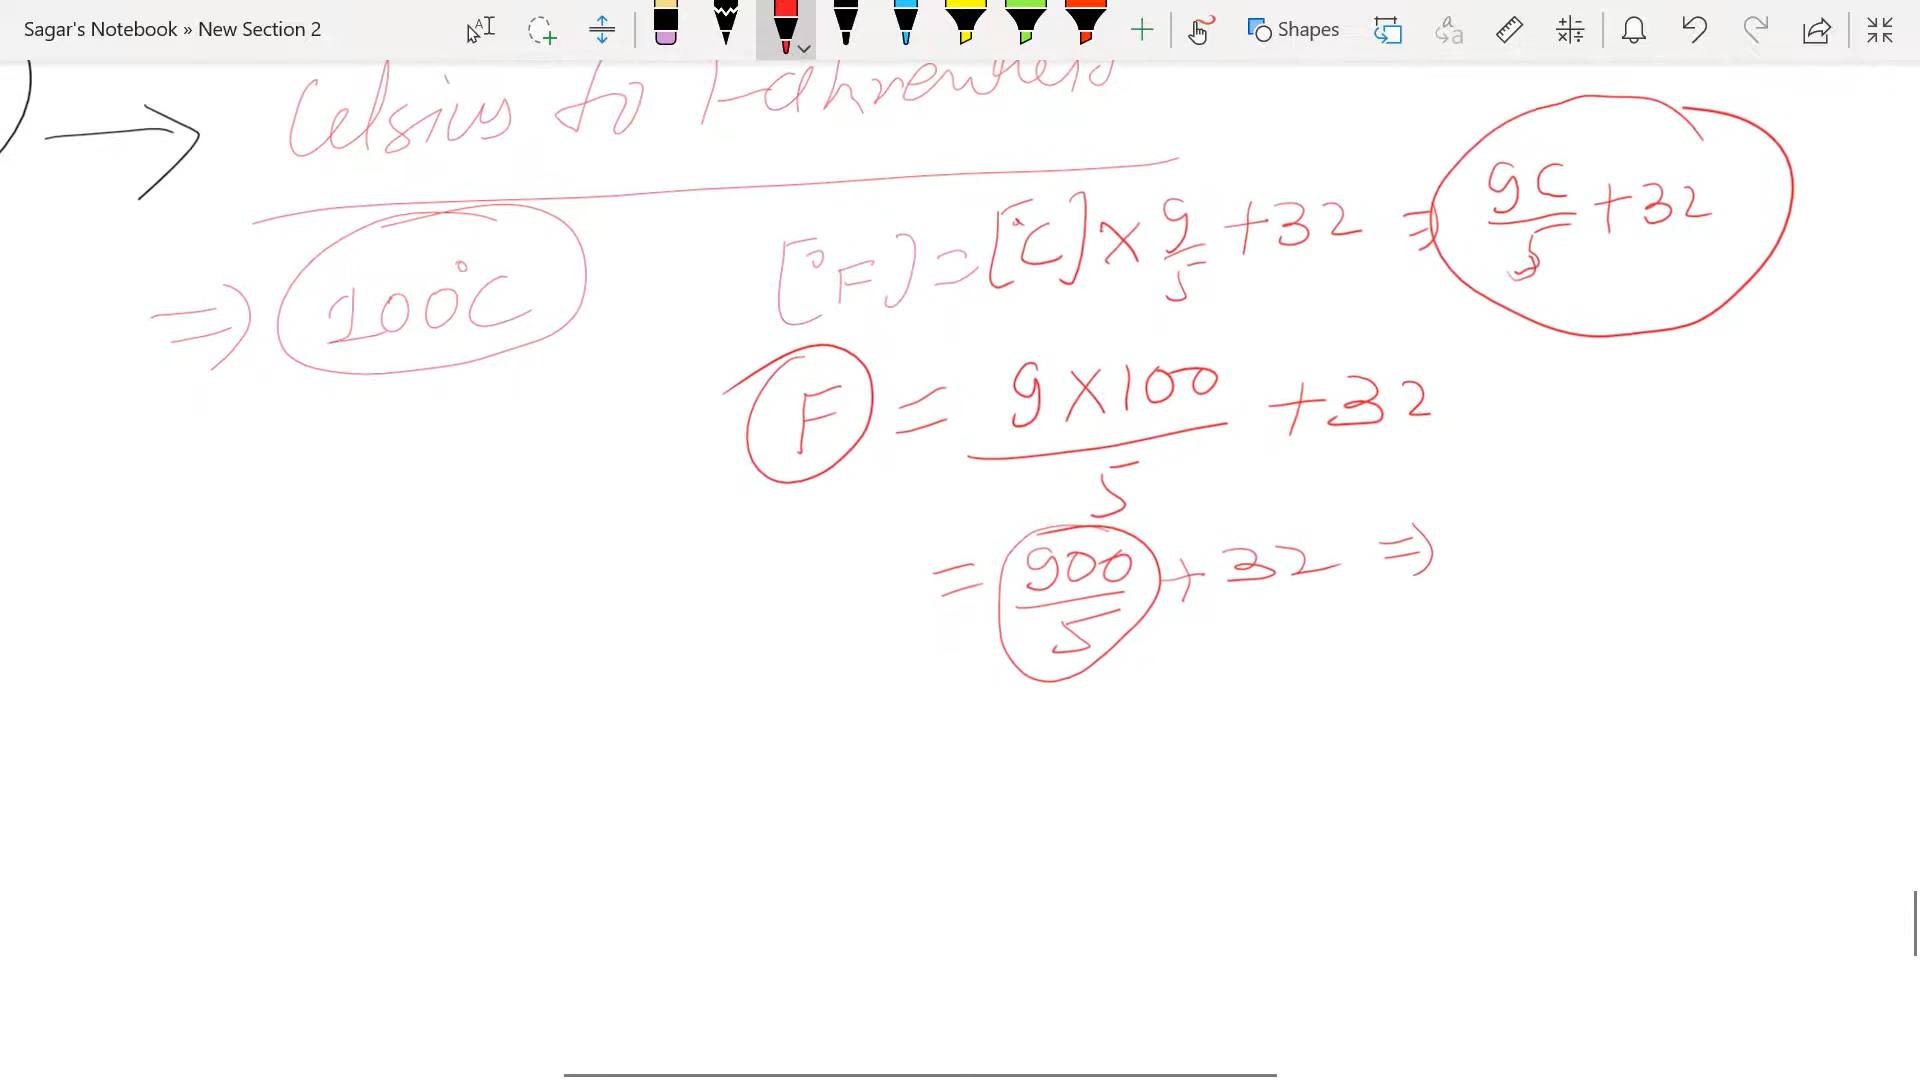 Sagar's Notebook » New Section 2
Shapes
Celsius to Fahrenheld
[°F] = [°C] × 9/5 + 32 ⇒ 9C/5 + 32
⇒ 100°C
F = 9×100/5 + 32
= 900/5 + 32 ⇒